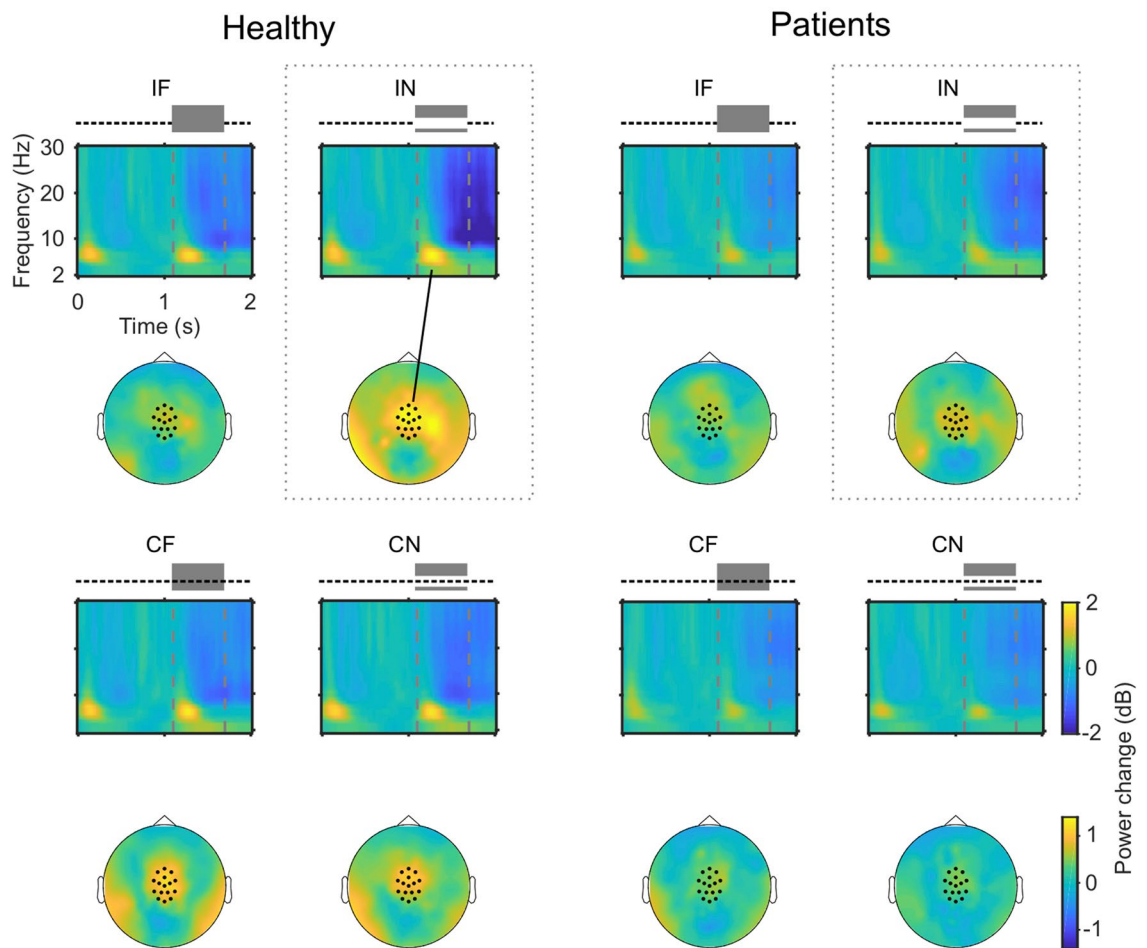 Healthy Patients
IF IN IF IN
Frequency (Hz)
30
20
10
2
0 1 2
Time (s)
CF CN CF CN
2
0
-2
1
0
-1
Power change (dB)